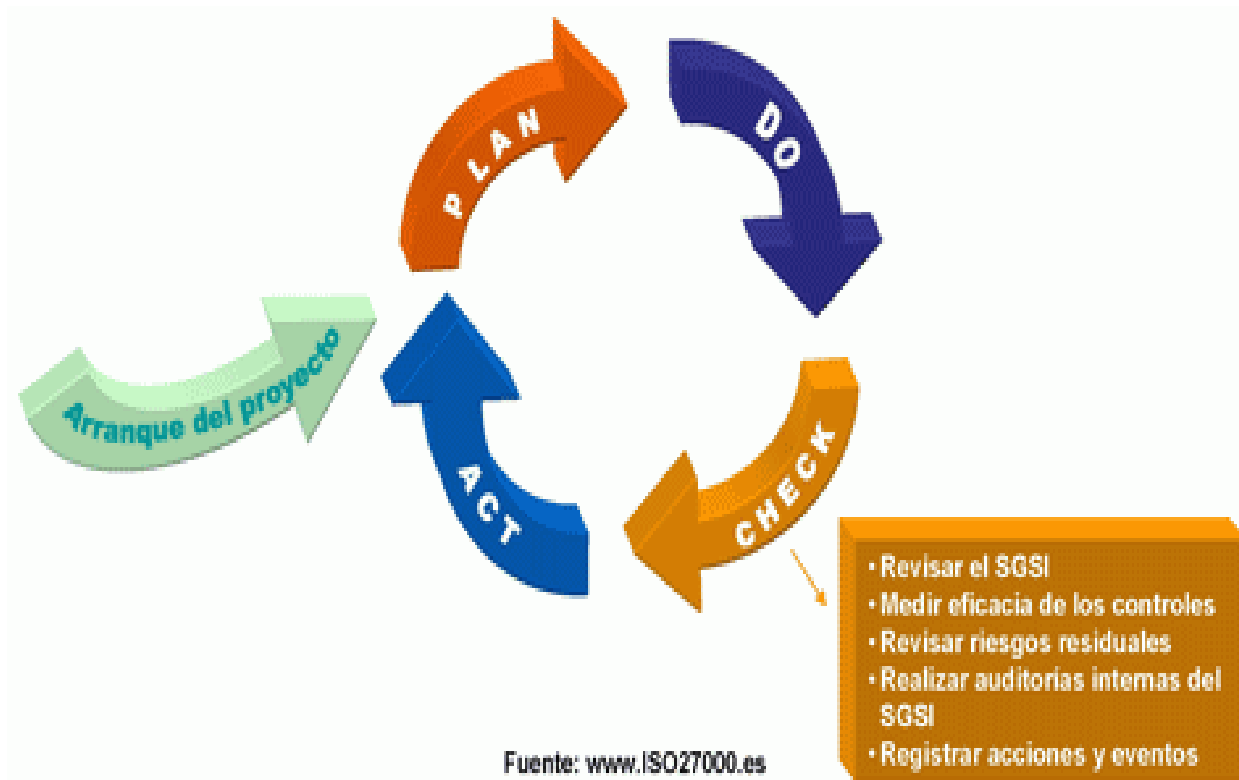 PLAN
DO
Arranque del proyecto
CHECK
ACT
• Revisar el SGSI
• Medir eficacia de los controles
• Revisar riesgos residuales
• Realizar auditorías internas del
SGSI
• Registrar acciones y eventos
Fuente: www.ISO27000.es